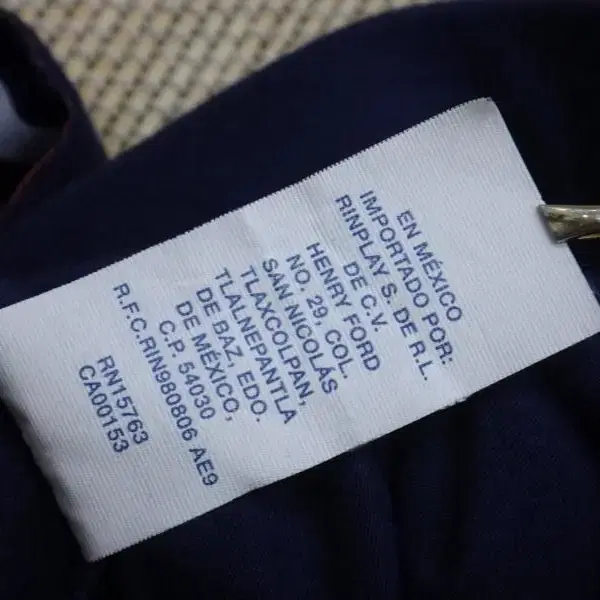 EN MÉXICO
IMPORTADO POR:
RINPLAY S. DE R.L.
DE C.V.
HENRY FORD
NO. 29, COL.
SAN NICOLÁS
TLAXCOLPAN,
TLALNEPANTLA
DE BAZ, EDO.
DE MÉXICO,
C.P. 54030
R.F.C.RIN980806 AE9
RN15763
CA00153